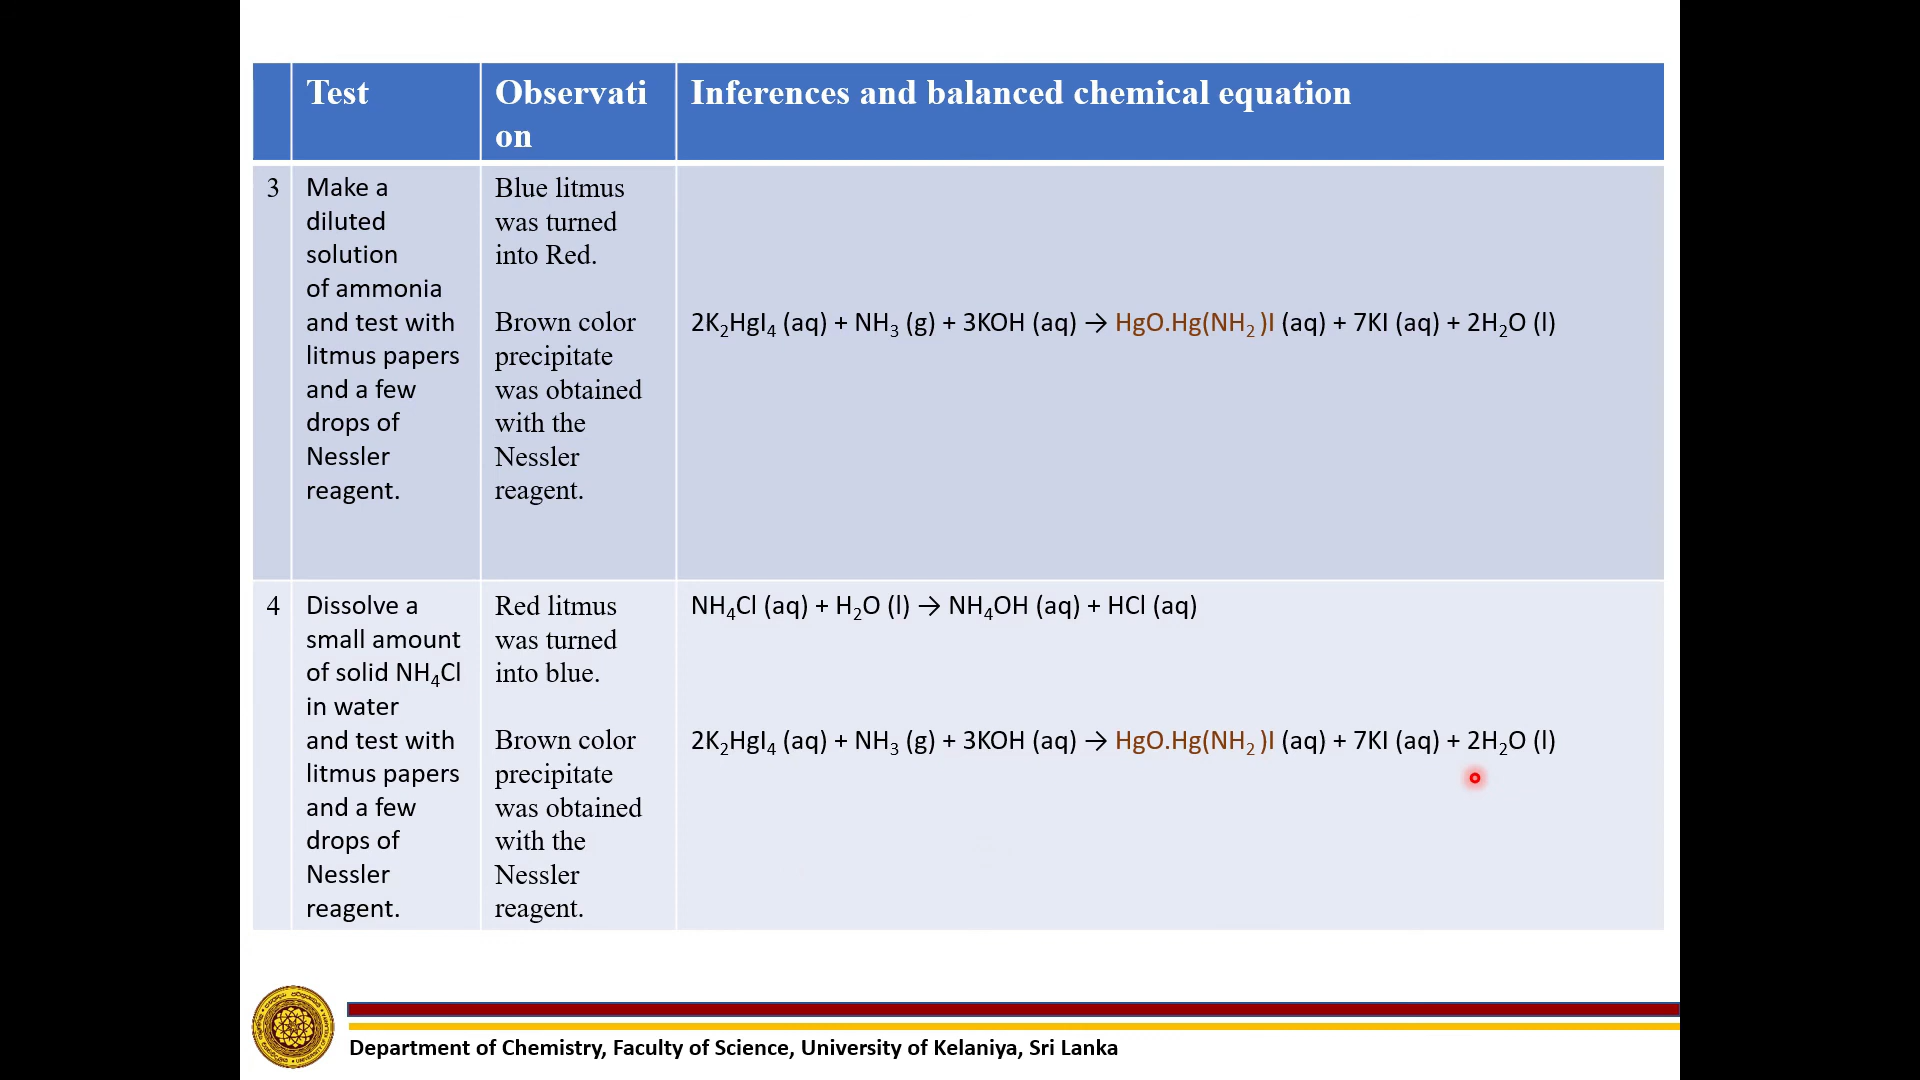 Test
Observati
on
Inferences and balanced chemical equation
3
Make a
diluted
solution
of ammonia
and test with
litmus papers
and a few
drops of
Nessler
reagent.
Blue litmus
was turned
into Red.
Brown color
precipitate
was obtained
with the
Nessler
reagent.
2K₂HgI₄ (aq) + NH₃ (g) + 3KOH (aq) → HgO.Hg(NH₂ )I (aq) + 7KI (aq) + 2H₂O (l)
4
Dissolve a
small amount
of solid NH₄Cl
in water
and test with
litmus papers
and a few
drops of
Nessler
reagent.
Red litmus
was turned
into blue.
Brown color
precipitate
was obtained
with the
Nessler
reagent.
NH₄Cl (aq) + H₂O (l) → NH₄OH (aq) + HCl (aq)
2K₂HgI₄ (aq) + NH₃ (g) + 3KOH (aq) → HgO.Hg(NH₂ )I (aq) + 7KI (aq) + 2H₂O (l)
Department of Chemistry, Faculty of Science, University of Kelaniya, Sri Lanka